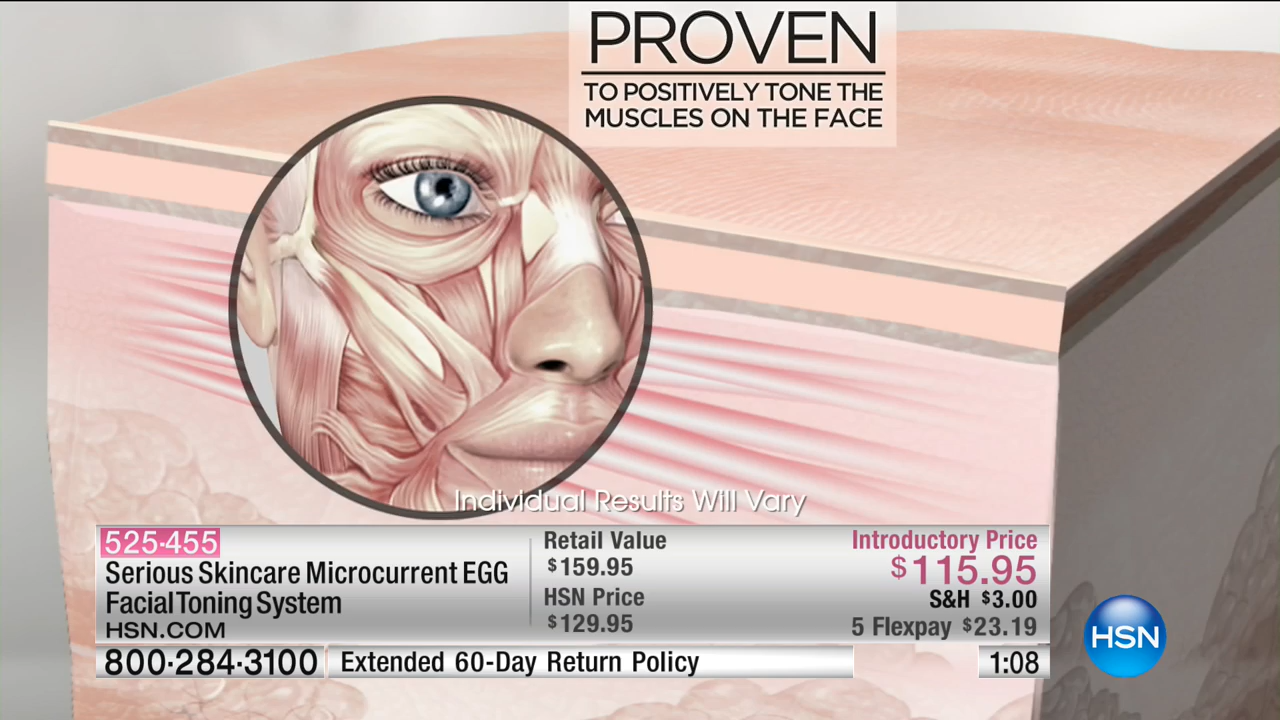 PROVEN
TO POSITIVELY TONE THE
MUSCLES ON THE FACE
Individual Results Will Vary
525·455
Serious Skincare Microcurrent EGG
Facial Toning System
HSN.COM
Retail Value
$159.95
HSN Price
$129.95
Introductory Price
$115.95
S&H $3.00
5 Flexpay $23.19
HSN
800·284·3100
Extended 60-Day Return Policy
1:08